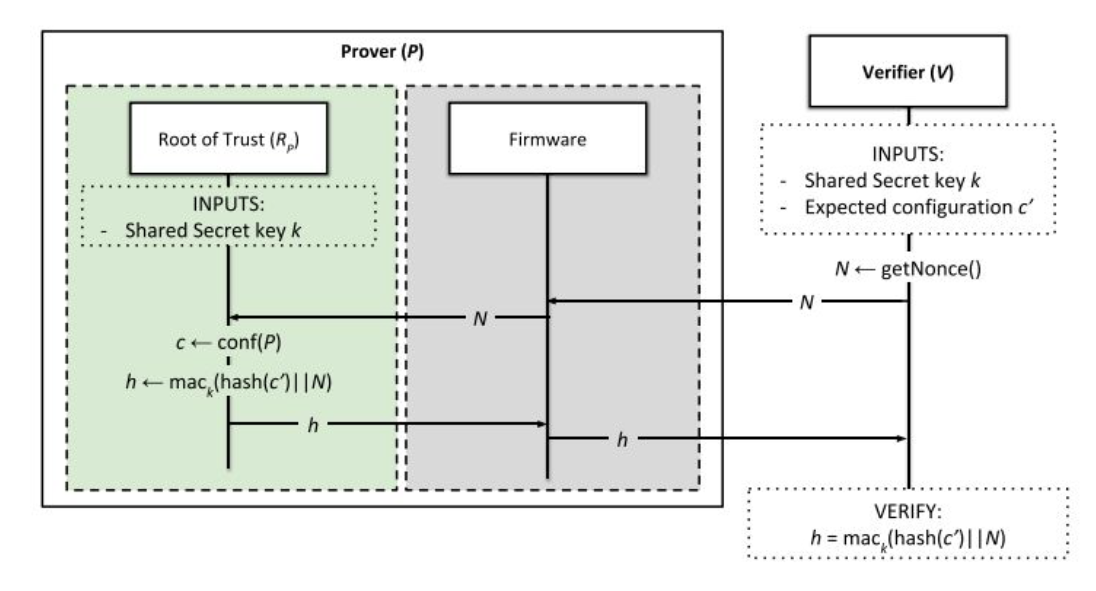 Prover (P)
Verifier (V)
Root of Trust (Rp)
Firmware
INPUTS:
- Shared Secret key k
INPUTS:
- Shared Secret key k
- Expected configuration c′
N ← getNonce()
N
N
c ← conf(P)
h ← mack(hash(c′)||N)
h
h
VERIFY:
h = mack(hash(c′)||N)